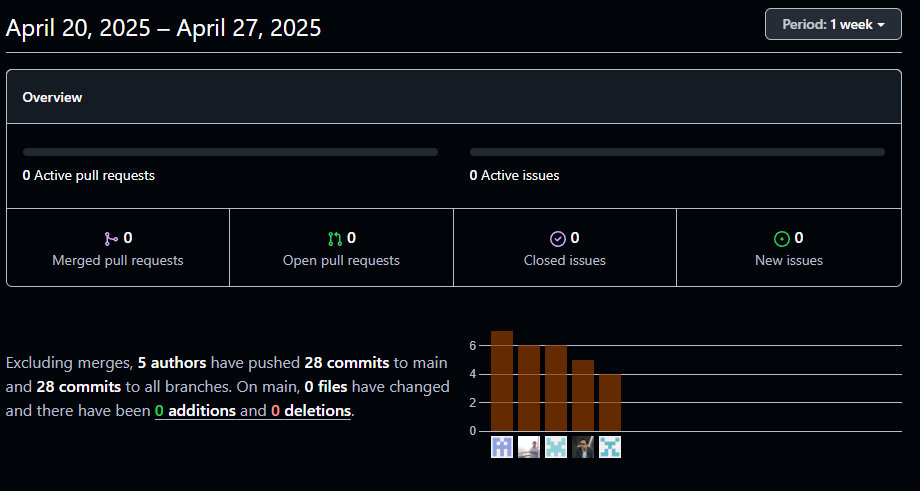 April 20, 2025 – April 27, 2025
Period: 1 week
Overview
0 Active pull requests
0 Active issues
0
Merged pull requests
0
Open pull requests
0
Closed issues
0
New issues
Excluding merges, 5 authors have pushed 28 commits to main
and 28 commits to all branches. On main, 0 files have changed
and there have been 0 additions and 0 deletions.
6
4
2
0